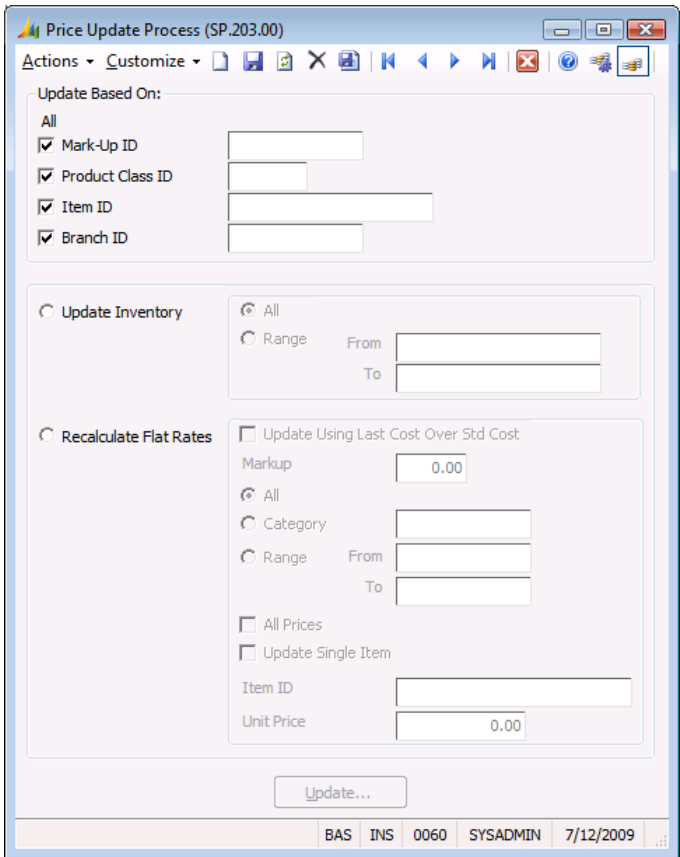 Price Update Process (SP.203.00)
Actions Customize
Update Based On:
All
Mark-Up ID
Product Class ID
Item ID
Branch ID
Update Inventory
All
Range From
To
Recalculate Flat Rates
Update Using Last Cost Over Std Cost
Markup 0.00
All
Category
Range From
To
All Prices
Update Single Item
Item ID
Unit Price 0.00
Update...
BAS INS 0060 SYSADMIN 7/12/2009